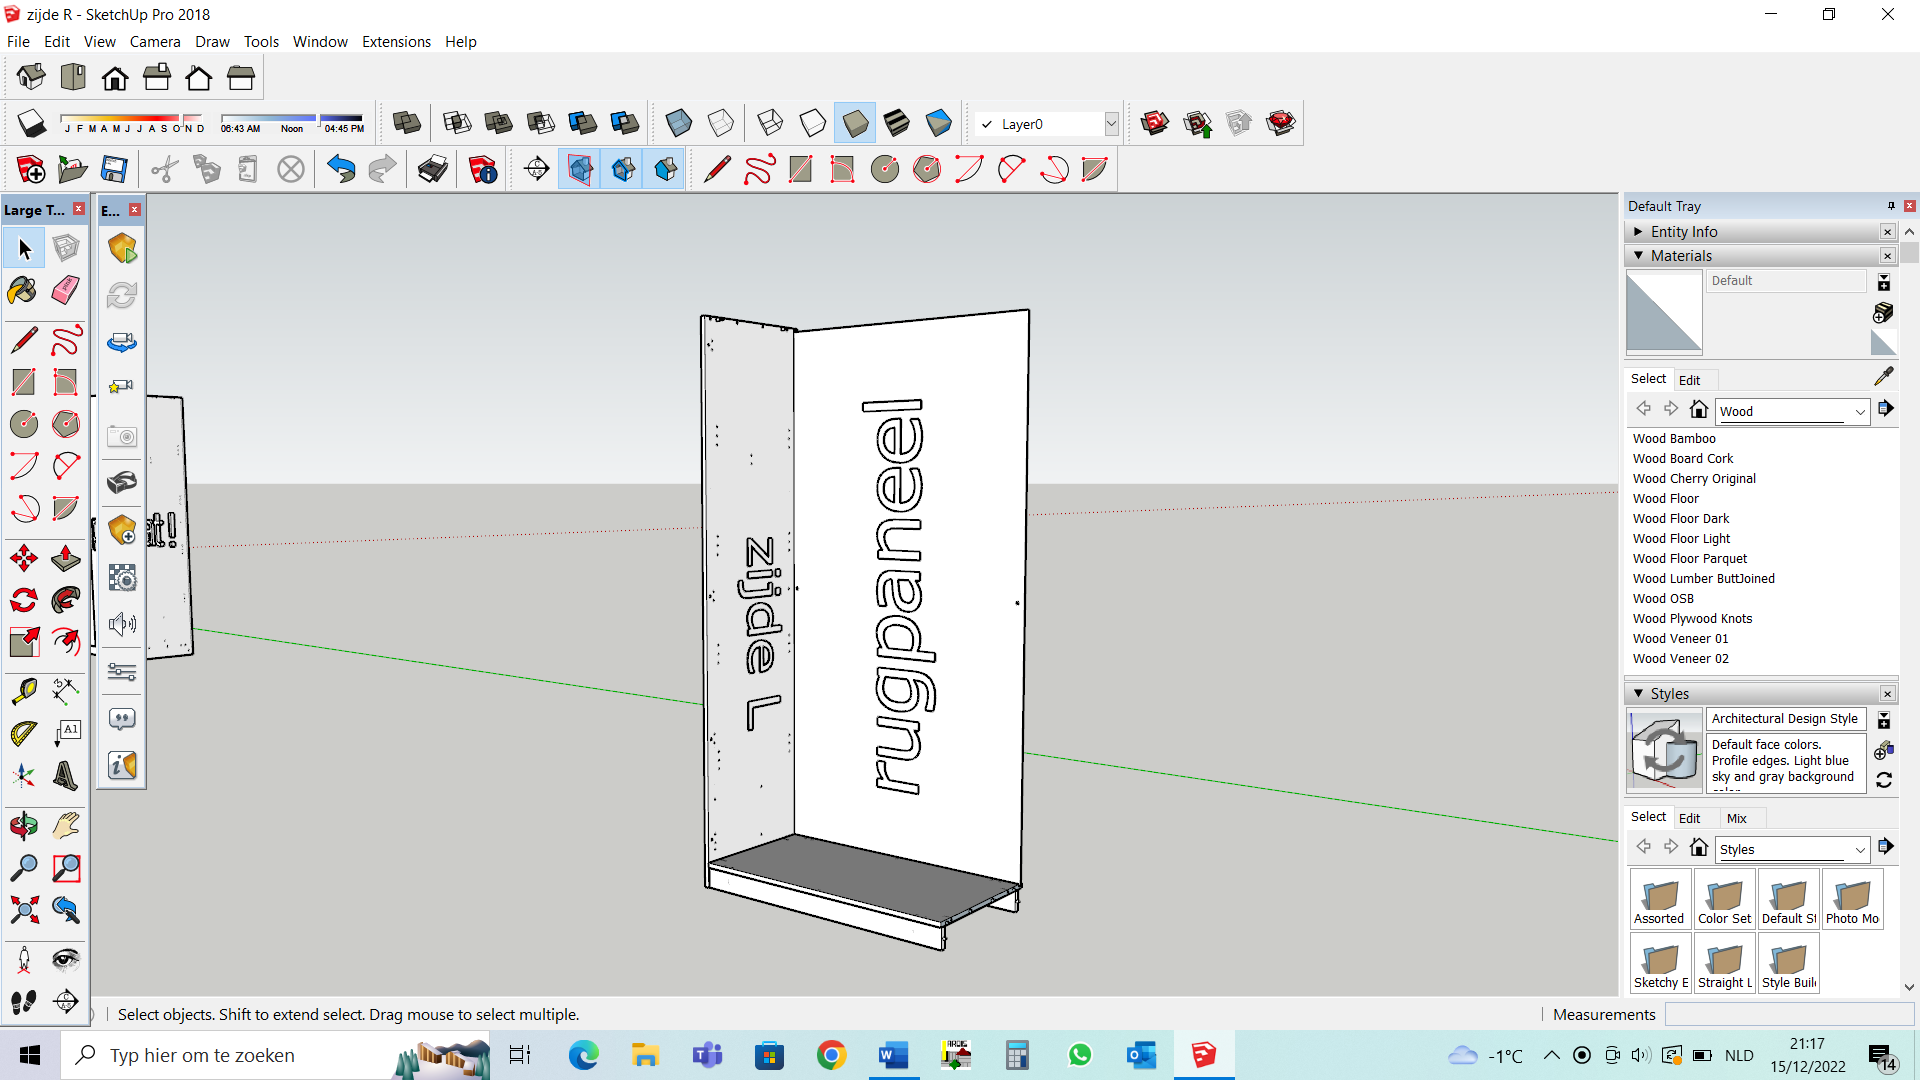 zijde R - SketchUp Pro 2018
File Edit View Camera Draw Tools Window Extensions Help
J F M A M J J A S O N D
06:43 AM Noon 04:45 PM
Layer0
Large T...
E...
Default Tray
Entity Info
Materials
Default
Select Edit
Wood
Wood Bamboo
Wood Board Cork
Wood Cherry Original
Wood Floor
Wood Floor Dark
Wood Floor Light
Wood Floor Parquet
Wood Lumber ButtJoined
Wood OSB
Wood Plywood Knots
Wood Veneer 01
Wood Veneer 02
Styles
Architectural Design Style
Default face colors.
Profile edges. Light blue
sky and gray background
Select Edit Mix
Styles
Assorted
Color Set
Default St
Photo Mo
Sketchy E
Straight L
Style Buil
A1
at!
zijde L
rugpaneel
Select objects. Shift to extend select. Drag mouse to select multiple.
Measurements
Typ hier om te zoeken
-1°C
NLD
21:17
15/12/2022
14